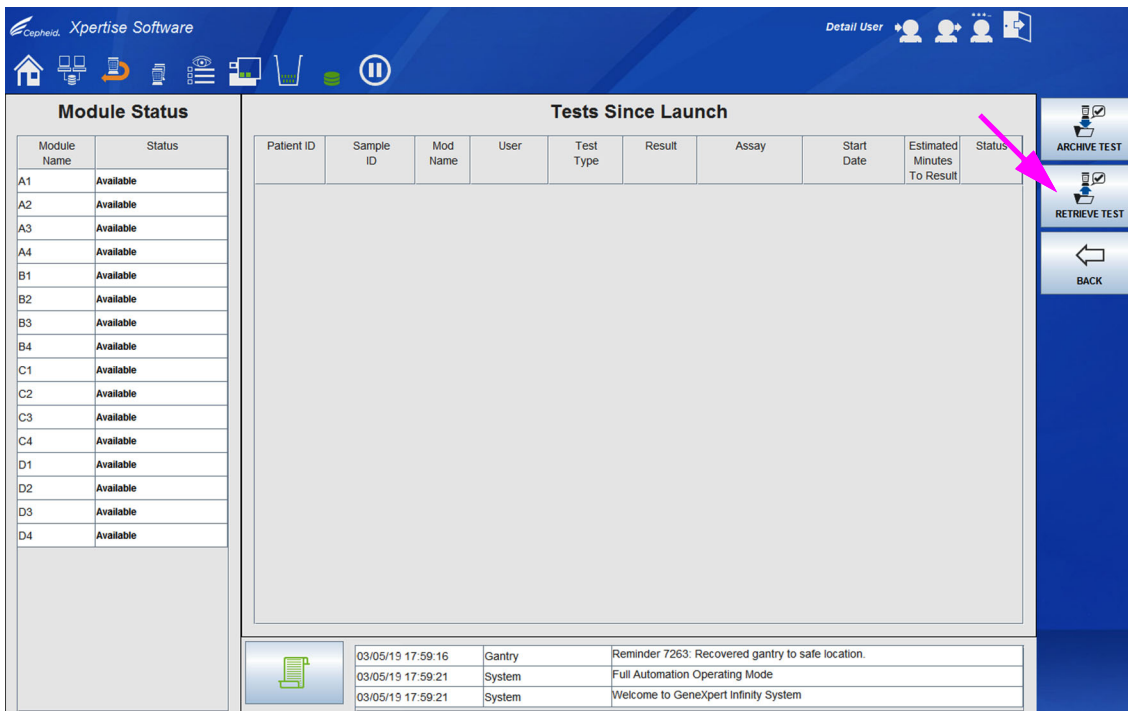 Cepheid. Xpertise Software
Detail User
Module Status
Module Name Status
A1 Available
A2 Available
A3 Available
A4 Available
B1 Available
B2 Available
B3 Available
B4 Available
C1 Available
C2 Available
C3 Available
C4 Available
D1 Available
D2 Available
D3 Available
D4 Available
Tests Since Launch
Patient ID Sample ID Mod Name User Test Type Result Assay Start Date Estimated Minutes To Result Status
03/05/19 17:59:16 Gantry Reminder 7263: Recovered gantry to safe location.
03/05/19 17:59:21 System Full Automation Operating Mode
03/05/19 17:59:21 System Welcome to GeneXpert Infinity System
ARCHIVE TEST
RETRIEVE TEST
BACK